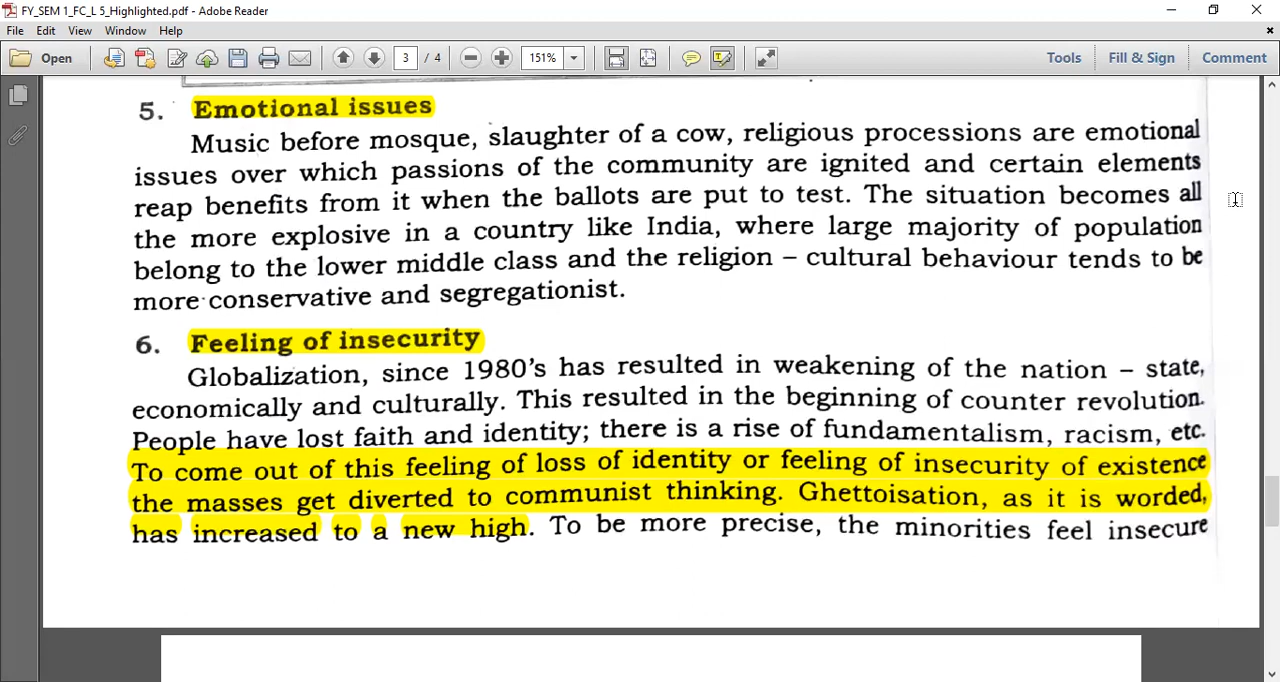 FY_SEM 1_FC_L 5_Highlighted.pdf - Adobe Reader
File Edit View Window Help
Open 3 / 4 151% Tools Fill & Sign Comment
5. Emotional issues
Music before mosque, slaughter of a cow, religious processions are emotional
issues over which passions of the community are ignited and certain elements
reap benefits from it when the ballots are put to test. The situation becomes all
the more explosive in a country like India, where large majority of population
belong to the lower middle class and the religion – cultural behaviour tends to be
more conservative and segregationist.
6. Feeling of insecurity
Globalization, since 1980's has resulted in weakening of the nation – state,
economically and culturally. This resulted in the beginning of counter revolution.
People have lost faith and identity; there is a rise of fundamentalism, racism, etc.
To come out of this feeling of loss of identity or feeling of insecurity of existence
the masses get diverted to communist thinking. Ghettoisation, as it is worded,
has increased to a new high. To be more precise, the minorities feel insecure